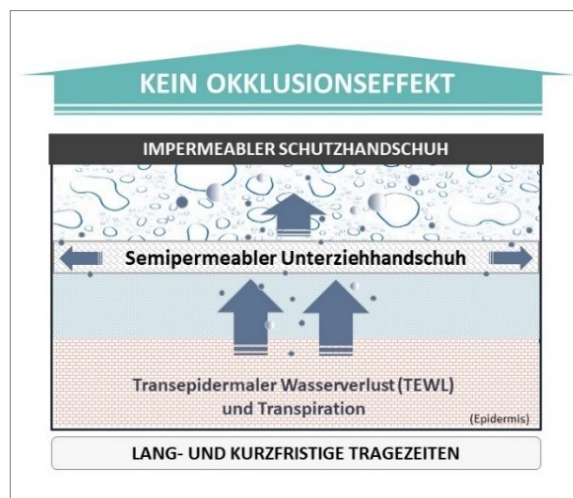 KEIN OKKLUSIONSEFFEKT
IMPERMEABLER SCHUTZHANDSCHUH
Semipermeabler Unterziehhandschuh
Transepidermaler Wasserverlust (TEWL)
und Transpiration
(Epidermis)
LANG- UND KURZFRISTIGE TRAGEZEITEN